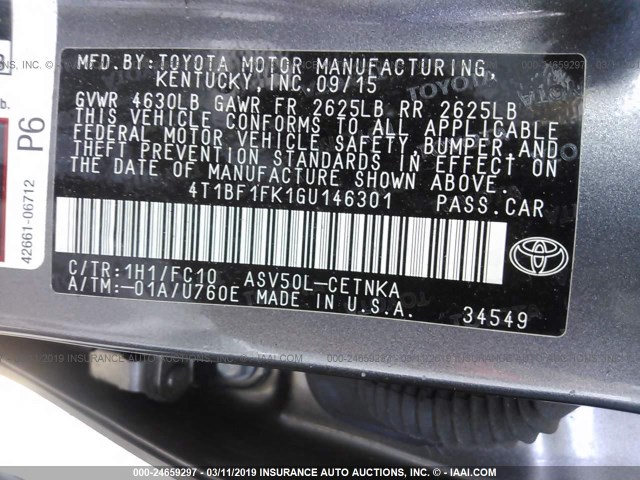 MFD.BY:TOYOTA MOTOR MANUFACTURING,
KENTUCKY,INC.09/15
GVWR 4630LB GAWR FR 2625LB RR 2625LB
THIS VEHICLE CONFORMS TO ALL APPLICABLE
FEDERAL MOTOR VEHICLE SAFETY,BUMPER AND
THEFT PREVENTION STANDARDS IN EFFECT ON
THE DATE OF MANUFACTURE SHOWN ABOVE.
4T1BF1FK1GU146301 PASS.CAR
C/TR:1H1/FC10 ASV50L-CETNKA
A/TM:-01A/U760E MADE IN U.S.A.
34549
P6
42661-06712
000-24659297 - 03/11/2019 INSURANCE AUTO AUCTIONS, INC. - © IAAI.COM